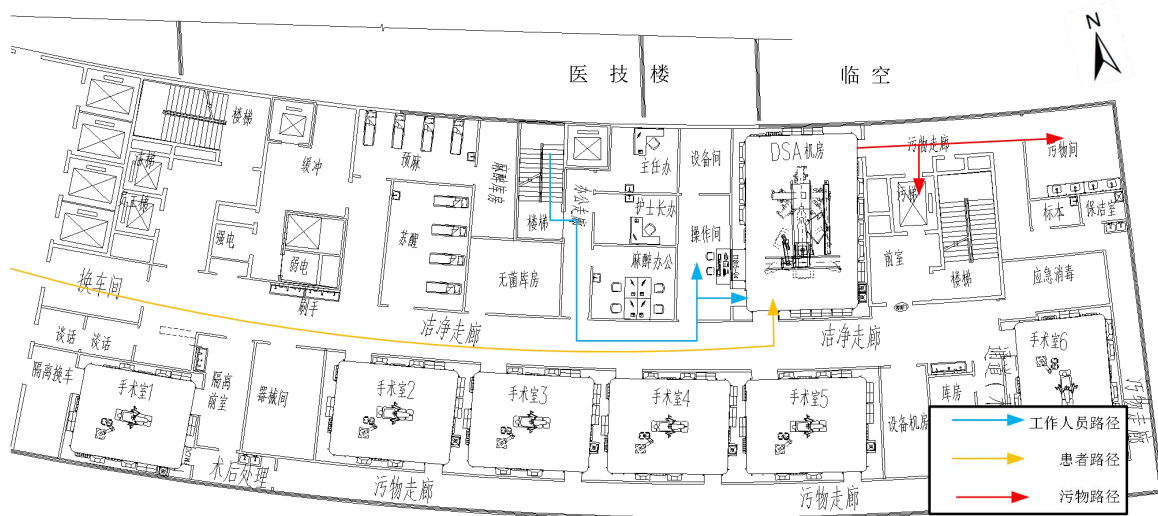 N
医技楼
临空
楼梯
缓冲
预麻
麻醉库房
楼梯
办公走廊
主任办
设备间
DSA机房
污物走廊
污物间
污梯
标本
保洁室
护士长办
操作间
苏醒
强电
弱电
刷手
无菌库房
麻醉办公
前室
楼梯
应急消毒
换车间
洁净走廊
洁净走廊
谈话
谈话
隔离换车
手术室1
隔离前室
器械间
手术室2
手术室3
手术室4
手术室5
设备机房
库房
手术室6
污物走廊
术后处理
污物走廊
污物走廊
工作人员路径
患者路径
污物路径